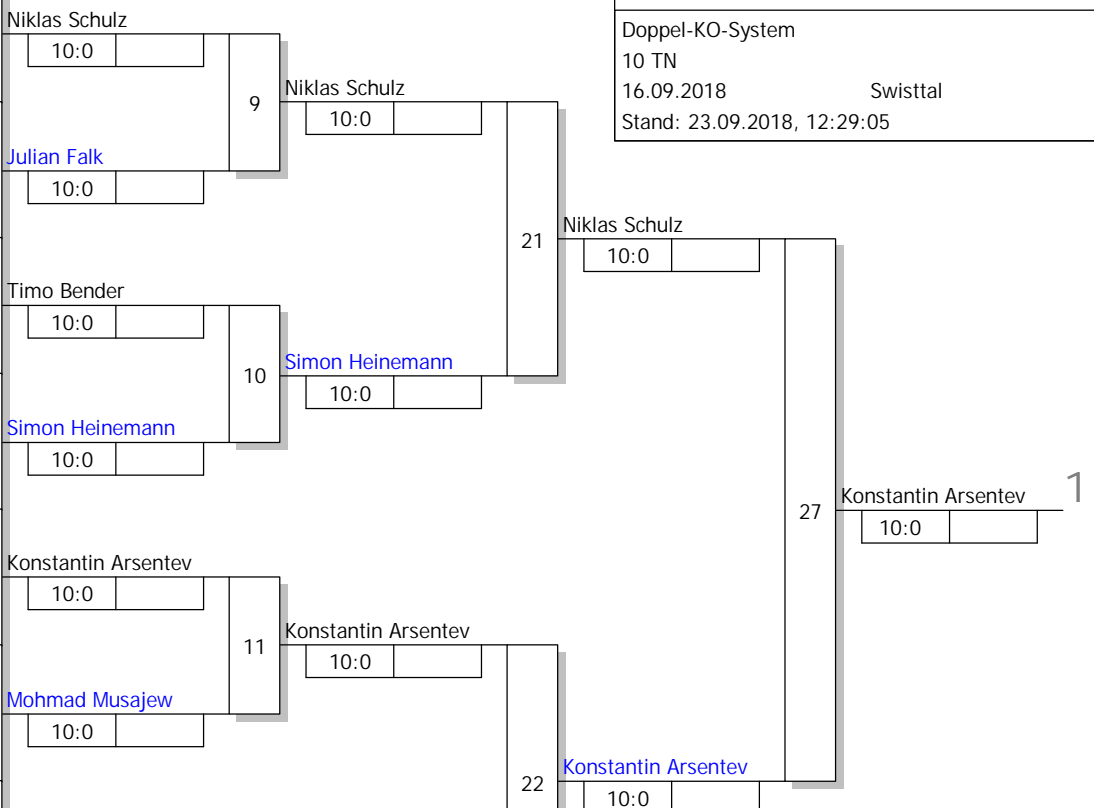 Niklas Schulz
10:0
Doppel-KO-System
10 TN
16.09.2018 Swisttal
Stand: 23.09.2018, 12:29:05
9
Niklas Schulz
10:0
Julian Falk
10:0
21
Niklas Schulz
10:0
Timo Bender
10:0
10
Simon Heinemann
10:0
Simon Heinemann
10:0
27
Konstantin Arsentev
1
10:0
Konstantin Arsentev
10:0
11
Konstantin Arsentev
10:0
Mohmad Musajew
10:0
22
Konstantin Arsentev
10:0